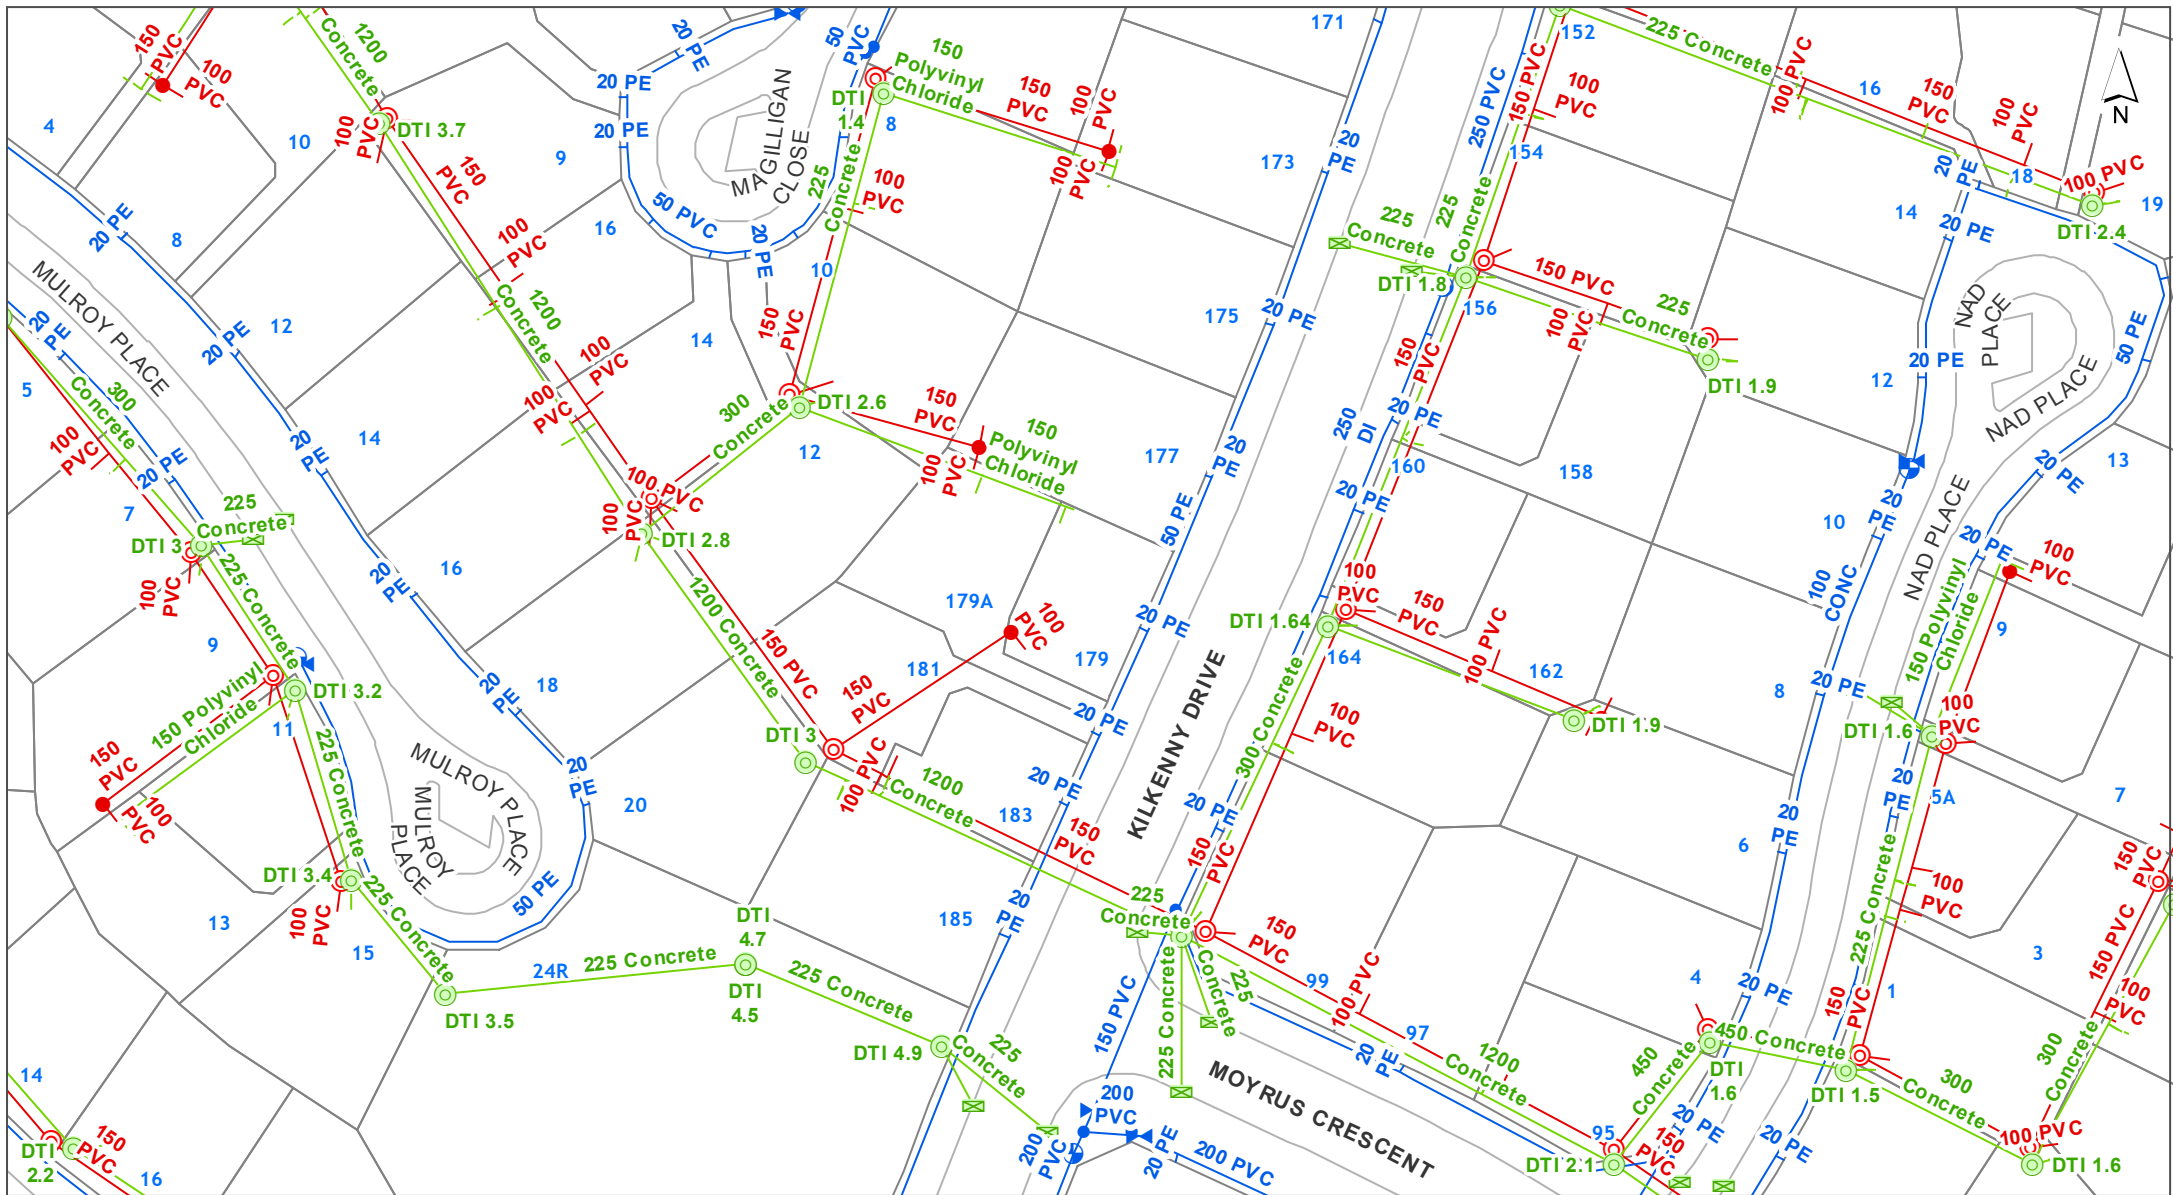 150
PVC
100
PVC
1200
Concrete
20 PE
20 PE
20 PE
50
PVC
150
Polyvinyl
Chloride
150
PVC
100
PVC
171
250 PVC
152
150 PVC
100
PVC
225 Concrete
100 PVC
16
150
PVC
100
PVC
N
4
10
100
PVC
DTI 3.7
9
MAGILLIGAN
CLOSE
DTI
1.4
8
100
PVC
173
20
PE
154
20
PE
18
100 PVC
19
14
20 PE
DTI 2.4
8
20 PE
150
PVC
16
50 PVC
20 PE
225
Concrete
100
PVC
10
225
Concrete
225
Concrete
DTI 1.8
150 PVC
156
225
Concrete
100
PVC
DTI 1.9
MULROY PLACE
12
20 PE
100
PVC
1200
Concrete
14
150
PVC
175
20 PE
NAD
PLACE
20 PE
50 PE
12
NAD PLACE
5
20 PE
300
Concrete
100
PVC
20 PE
14
20
PE
100
PVC
100
PVC
300
Concrete
DTI 2.6
12
150
PVC
100
PVC
150
Polyvinyl
Chloride
177
20
PE
250
DI
150
PVC
20 PE
160
20 PE
158
20 PE
13
10
20
PE
NAD PLACE
20 PE
7
225
Concrete
DTI 3
100
PVC
225 Concrete
16
20
PE
100 PVC
100
PVC
DTI 2.8
1200 Concrete
50 PE
179A
100
PVC
20 PE
100
PVC
150
PVC
DTI 1.64
164
100 PVC
162
DTI 1.9
100
CONC
150 Polyvinyl
Chloride
100
PVC
9
9
18
20
PE
150 PVC
181
179
150
PVC
KILKENNY DRIVE
300 Concrete
100
PVC
8
20 PE
DTI 1.6
100
PVC
150 Polyvinyl
Chloride
DTI 3.2
11
225 Concrete
150
PVC
100
PVC
MULROY PLACE
MULROY
PLACE
20
PE
20
DTI 3
100 PVC
1200
Concrete
183
20 PE
20 PE
150
PVC
20 PE
150
PVC
20
PE
6
20
PE
5A
7
225 Concrete
100
PVC
150
PVC
DTI 3.4
225 Concrete
100
PVC
13
15
50 PE
DTI
4.7
185
20
PE
225
Concrete
150
PVC
3
150 PVC
24R
225 Concrete
DTI
4.5
225 Concrete
DTI 3.5
DTI 4.9
225
Concrete
150 PVC
225 Concrete
225
Concrete
99
100 PVC
97
4
20 PE
1
150
PVC
100
PVC
300
Concrete
14
20
PE
1200
Concrete
450
Concrete
450 Concrete
DTI
1.6
DTI 1.5
300
Concrete
MOYRUS CRESCENT
200
PVC
200
PVC
20 PE
200 PVC
95
DTI 2.1
150
PVC
20 PE
20 PE
100 PVC
DTI 1.6
DTI
2.2
150
PVC
16